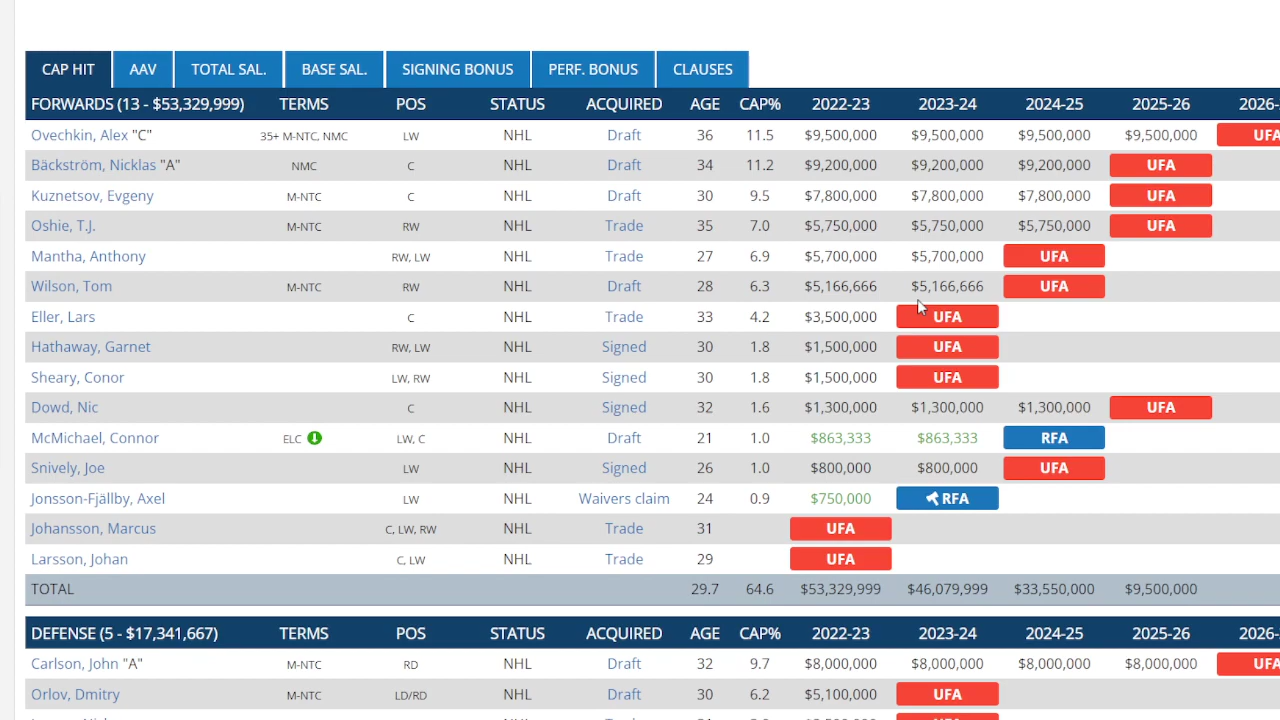 CAP HIT AAV TOTAL SAL. BASE SAL. SIGNING BONUS PERF. BONUS CLAUSES
FORWARDS (13 - $53,329,999) TERMS POS STATUS ACQUIRED AGE CAP% 2022-23 2023-24 2024-25 2025-26 2026-
Ovechkin, Alex "C" 35+ M-NTC, NMC LW NHL Draft 36 11.5 $9,500,000 $9,500,000 $9,500,000 $9,500,000 UFA
Bäckström, Nicklas "A" NMC C NHL Draft 34 11.2 $9,200,000 $9,200,000 $9,200,000 UFA
Kuznetsov, Evgeny M-NTC C NHL Draft 30 9.5 $7,800,000 $7,800,000 $7,800,000 UFA
Oshie, T.J. M-NTC RW NHL Trade 35 7.0 $5,750,000 $5,750,000 $5,750,000 UFA
Mantha, Anthony RW, LW NHL Trade 27 6.9 $5,700,000 $5,700,000 UFA
Wilson, Tom M-NTC RW NHL Draft 28 6.3 $5,166,666 $5,166,666 UFA
Eller, Lars C NHL Trade 33 4.2 $3,500,000 UFA
Hathaway, Garnet RW, LW NHL Signed 30 1.8 $1,500,000 UFA
Sheary, Conor LW, RW NHL Signed 30 1.8 $1,500,000 UFA
Dowd, Nic C NHL Signed 32 1.6 $1,300,000 $1,300,000 $1,300,000 UFA
McMichael, Connor ELC LW, C NHL Draft 21 1.0 $863,333 $863,333 RFA
Snively, Joe LW NHL Signed 26 1.0 $800,000 $800,000 UFA
Jonsson-Fjällby, Axel LW NHL Waivers claim 24 0.9 $750,000 RFA
Johansson, Marcus C, LW, RW NHL Trade 31 UFA
Larsson, Johan C, LW NHL Trade 29 UFA
TOTAL 29.7 64.6 $53,329,999 $46,079,999 $33,550,000 $9,500,000
DEFENSE (5 - $17,341,667) TERMS POS STATUS ACQUIRED AGE CAP% 2022-23 2023-24 2024-25 2025-26 2026-
Carlson, John "A" M-NTC RD NHL Draft 32 9.7 $8,000,000 $8,000,000 $8,000,000 $8,000,000 UFA
Orlov, Dmitry M-NTC LD/RD NHL Draft 30 6.2 $5,100,000 UFA